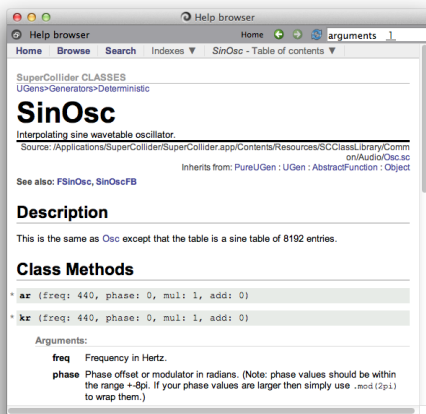 Help browser
Help browser Home arguments 1
Home Browse Search Indexes ▼ SinOsc - Table of contents ▼
SuperCollider CLASSES
UGens>Generators>Deterministic
SinOsc
Interpolating sine wavetable oscillator.
Source: /Applications/SuperCollider/SuperCollider.app/Contents/Resources/SCClassLibrary/Comm
on/Audio/Osc.sc
Inherits from: PureUGen : UGen : AbstractFunction : Object
See also: FSinOsc, SinOscFB
Description
This is the same as Osc except that the table is a sine table of 8192 entries.
Class Methods
* ar (freq: 440, phase: 0, mul: 1, add: 0)
* kr (freq: 440, phase: 0, mul: 1, add: 0)
Arguments:
freq Frequency in Hertz.
phase Phase offset or modulator in radians. (Note: phase values should be within
the range +-8pi. If your phase values are larger then simply use .mod(2pi)
to wrap them.)